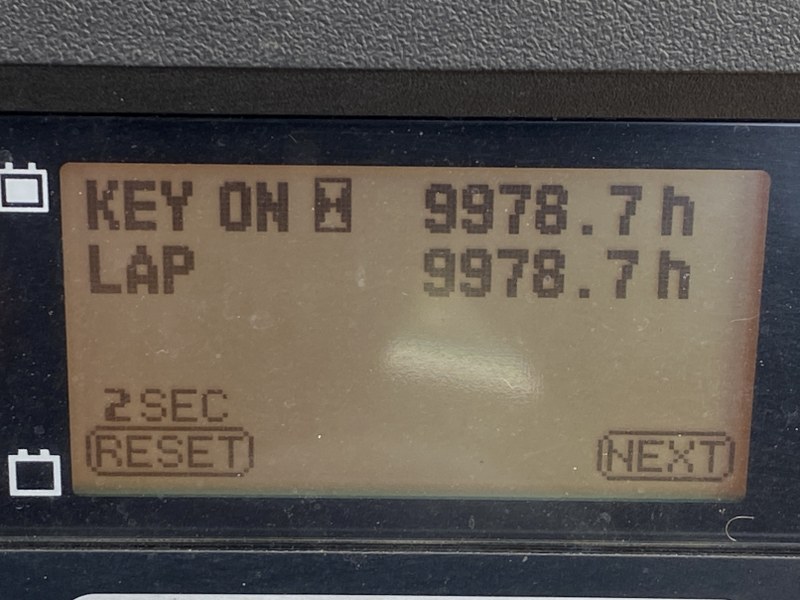 KEY ON 9978.7h
LAP 9978.7h
2SEC
RESET NEXT